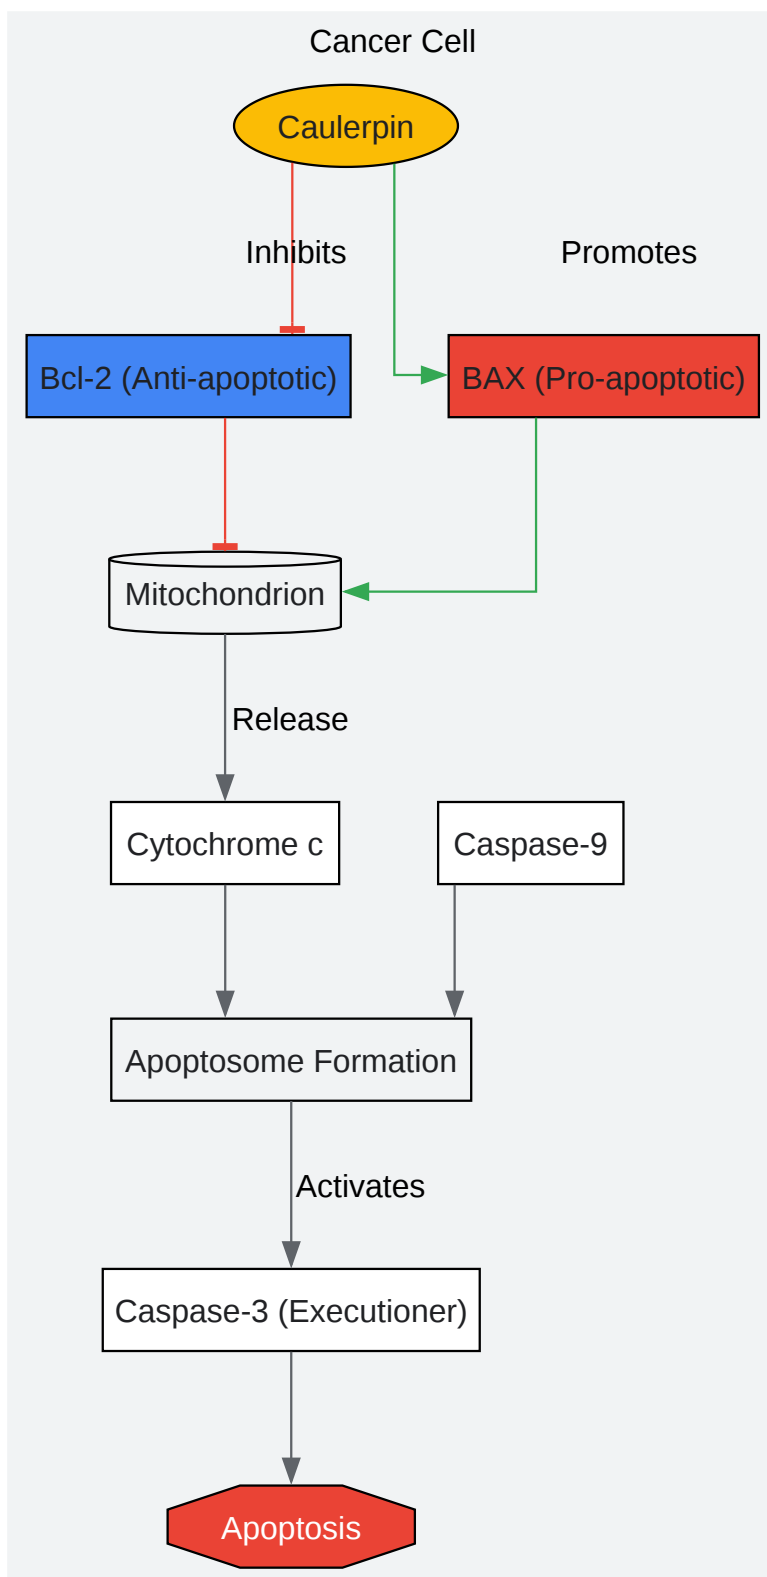 Cancer Cell
Caulerpin
Inhibits
Promotes
Bcl-2 (Anti-apoptotic)
BAX (Pro-apoptotic)
Mitochondrion
Release
Cytochrome c
Caspase-9
Apoptosome Formation
Activates
Caspase-3 (Executioner)
Apoptosis